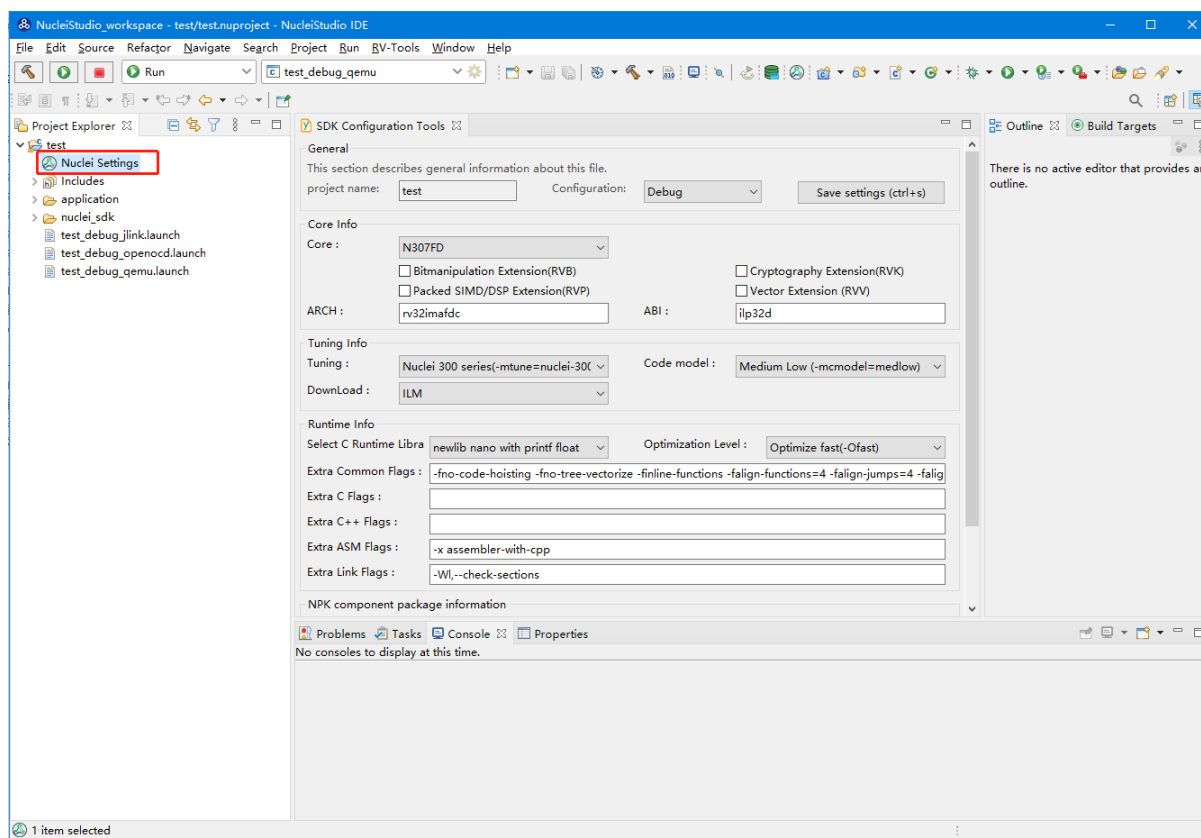 NucleiStudio_workspace - test/test.nuproject - NucleiStudio IDE
File Edit Source Refactor Navigate Search Project Run RV-Tools Window Help
Run test_debug_qemu
Project Explorer
test
Nuclei Settings
Includes
application
nuclei_sdk
test_debug_jlink.launch
test_debug_openocd.launch
test_debug_qemu.launch
SDK Configuration Tools
General
This section describes general information about this file.
project name: test Configuration: Debug Save settings (ctrl+s)
Core Info
Core : N307FD
Bitmanipulation Extension(RVB) Cryptography Extension(RVK)
Packed SIMD/DSP Extension(RVP) Vector Extension (RVV)
ARCH : rv32imafdc ABI : ilp32d
Tuning Info
Tuning : Nuclei 300 series(-mtune=nuclei-30( Code model : Medium Low (-mcmodel=medlow)
DownLoad : ILM
Runtime Info
Select C Runtime Libra newlib nano with printf float Optimization Level : Optimize fast(-Ofast)
Extra Common Flags : -fno-code-hoisting -fno-tree-vectorize -finline-functions -falign-functions=4 -falign-jumps=4 -falig
Extra C Flags :
Extra C++ Flags :
Extra ASM Flags : -x assembler-with-cpp
Extra Link Flags : -Wl,--check-sections
NPK component package information
Outline Build Targets
There is no active editor that provides a
outline.
Problems Tasks Console Properties
No consoles to display at this time.
1 item selected